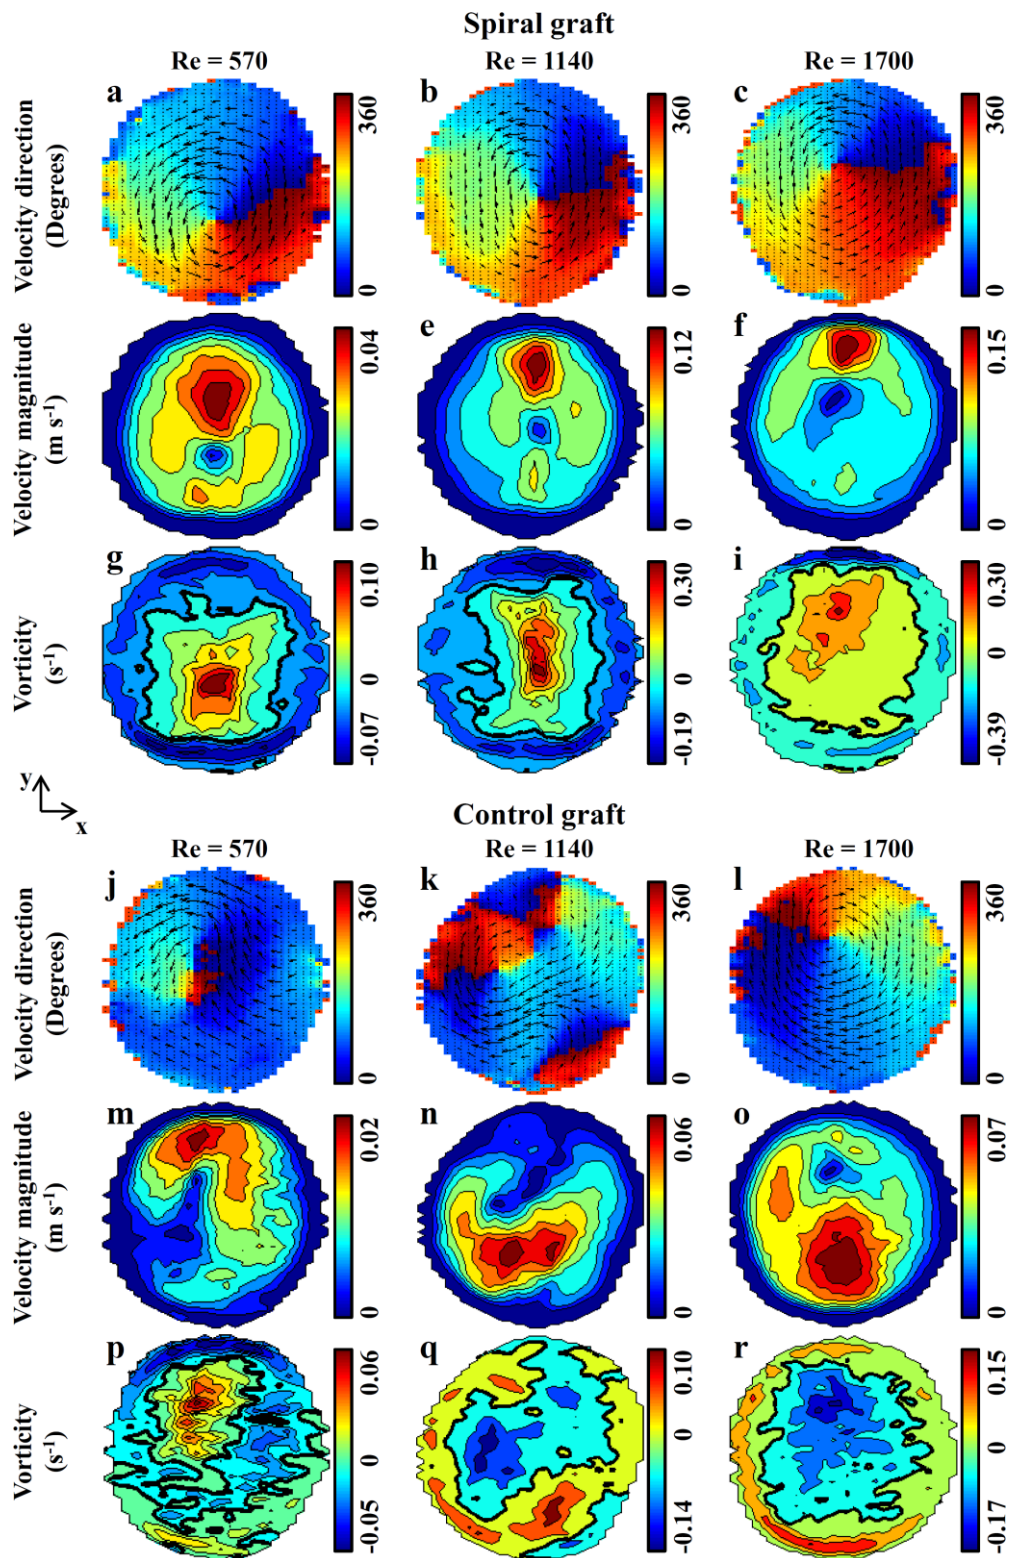 Spiral graft
Re = 570 Re = 1140 Re = 1700
Velocity direction
(Degrees)
a 360 0
b 360 0
c 360 0
Velocity magnitude
(m s⁻¹)
d 0.04 0
e 0.12 0
f 0.15 0
Vorticity
(s⁻¹)
g 0.10 0 -0.07
h 0.30 0 -0.19
i 0.30 0 -0.39
y
x
Control graft
Re = 570 Re = 1140 Re = 1700
Velocity direction
(Degrees)
j 360 0
k 360 0
l 360 0
Velocity magnitude
(m s⁻¹)
m 0.02 0
n 0.06 0
o 0.07 0
Vorticity
(s⁻¹)
p 0.06 0 -0.05
q 0.10 0 -0.14
r 0.15 0 -0.17